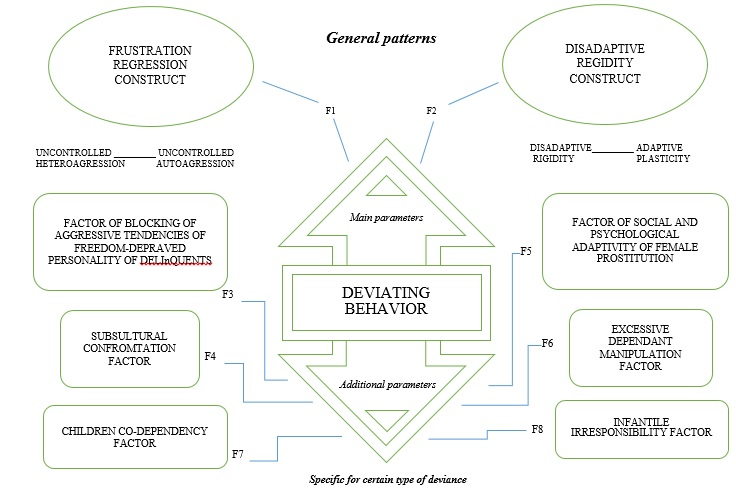 General patterns
FRUSTRATION
REGRESSION
CONSTRUCT
DISADAPTIVE
REGIDITY
CONSTRUCT
F1
F2
UNCONTROLLED ________ UNCONTROLLED
HETEROAGRESSION AUTOAGRESSION
DISADAPTIVE________ ADAPTIVE
RIGIDITY PLASTICITY
Main parameters
FACTOR OF BLOCKING OF
AGGRESSIVE TENDENCIES OF
FREEDOM-DEPRAVED
PERSONALITY OF DELInQUENTS
FACTOR OF SOCIAL AND
PSYCHOLOGICAL
ADAPTIVITY OF FEMALE
PROSTITUTION
F5
F3
DEVIATING
BEHAVIOR
SUBSULTURAL
CONFROMTATION
FACTOR
F4
EXCESSIVE
DEPENDANT
MANIPULATION
FACTOR
F6
Additional parameters
CHILDREN CO-DEPENDENCY
FACTOR
F7
F8
INFANTILE
IRRESPONSIBILITY FACTOR
Specific for certain type of deviance